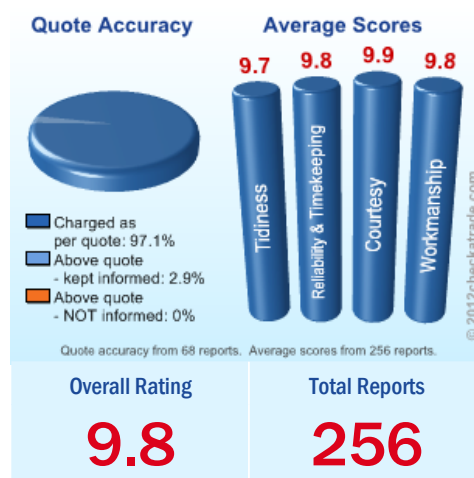 Quote Accuracy
Average Scores
9.7
9.8
9.9
9.8
Tidiness
Reliability & Timekeeping
Courtesy
Workmanship
Charged as
per quote: 97.1%
Above quote
- kept informed: 2.9%
Above quote
- NOT informed: 0%
© 2012checkatrade.com
Quote accuracy from 68 reports. Average scores from 256 reports.
Overall Rating
Total Reports
9.8
256